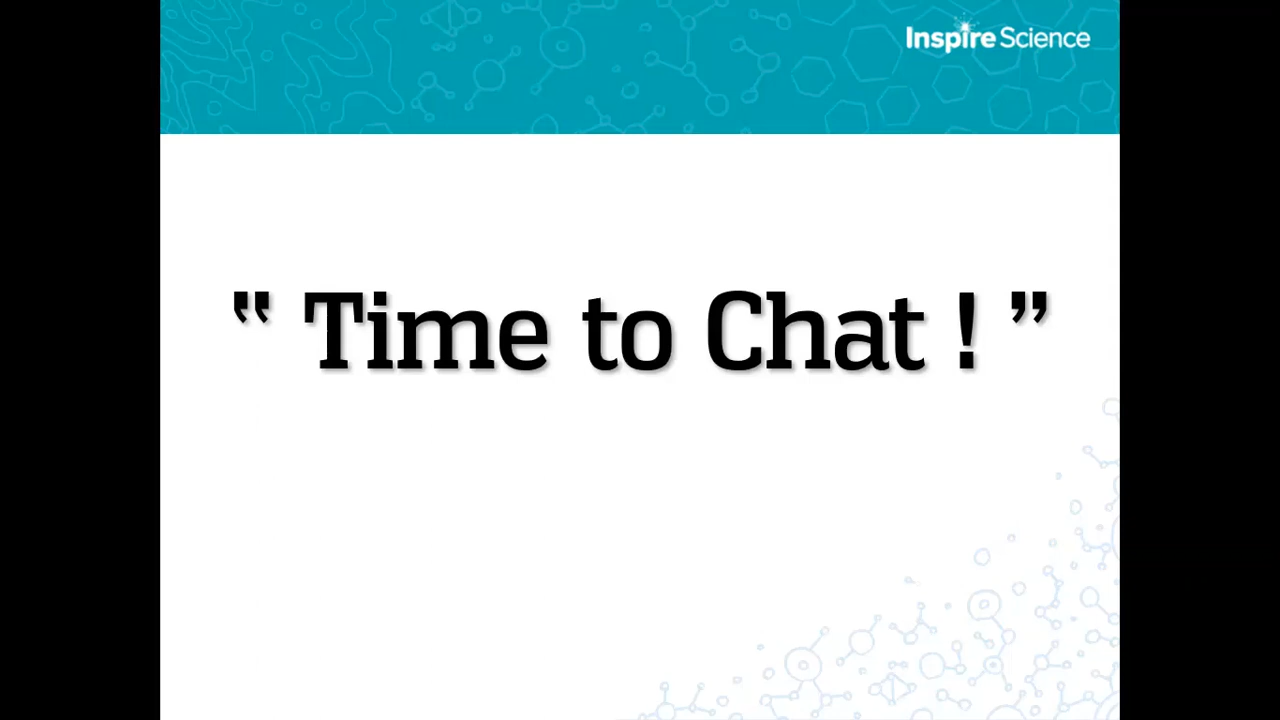 Inspire Science
“ Time to Chat ! ”